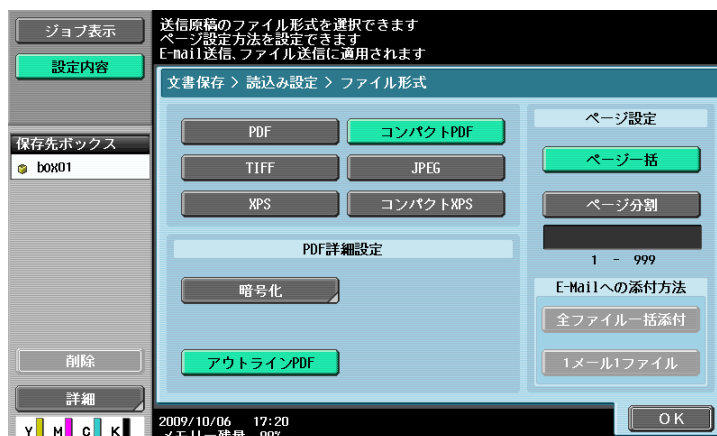 ジョブ表示
設定内容
送信原稿のファイル形式を選択できます
ページ設定方法を設定できます
E-mail送信、ファイル送信に適用されます
文書保存 > 読込み設定 > ファイル形式
保存先ボックス
box01
PDF
コンパクトPDF
TIFF
JPEG
XPS
コンパクトXPS
PDF詳細設定
暗号化
アウトラインPDF
ページ設定
ページ一括
ページ分割
1 - 999
E-Mailへの添付方法
全ファイル一括添付
1メール1ファイル
削除
詳細
Y M C K
2009/10/06 17:20
メモリー残量 99%
OK